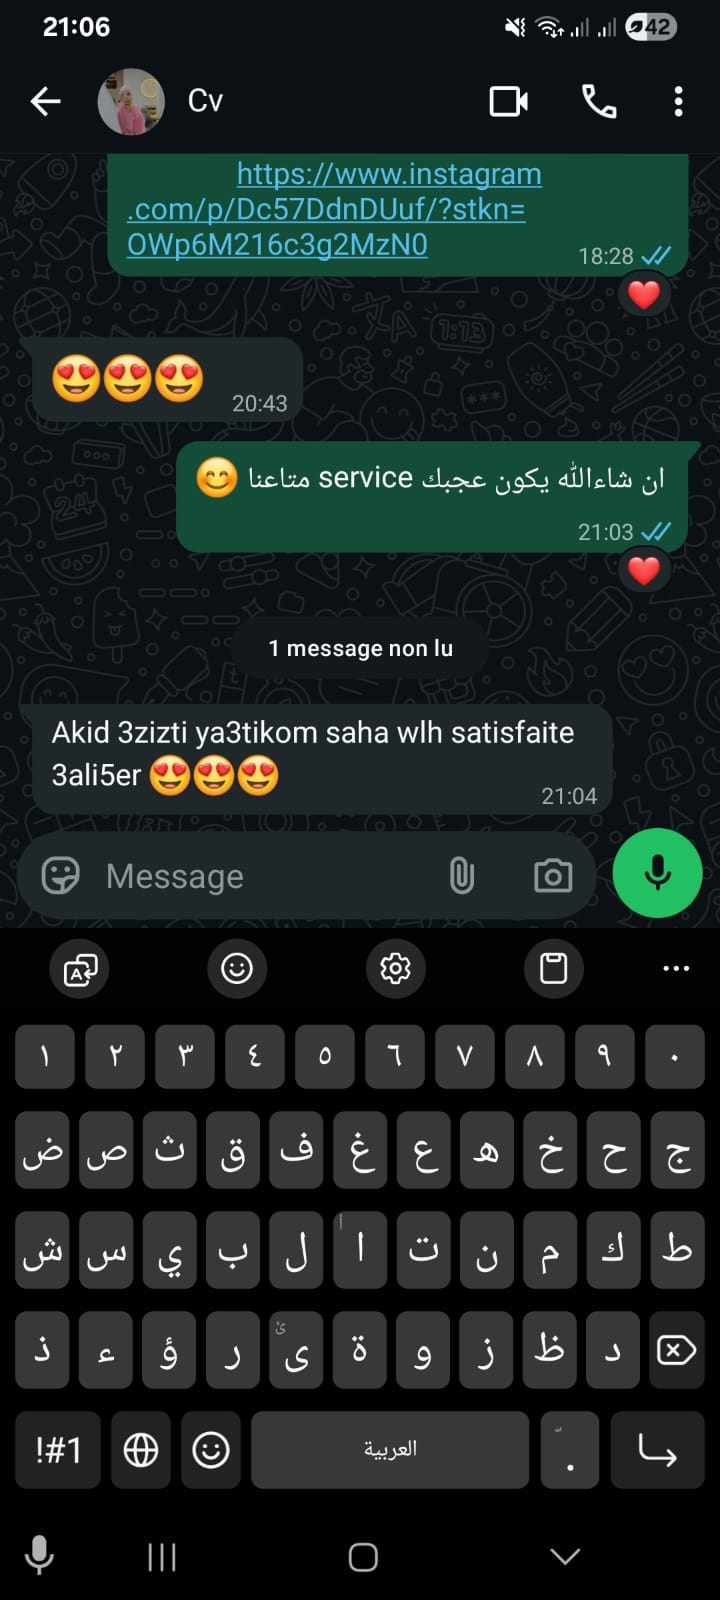 21:06
42
Cv
https://www.instagram
.com/p/Dc57DdnDUuf/?stkn=
OWp6M216c3g2MzN0
18:28
20:43
ان شاءالله يكون عجبك service متاعنا 😊
21:03
1 message non lu
Akid 3zizti ya3tikom saha wlh satisfaite
3ali5er 😍😍😍
21:04
Message
١ ٢ ٣ ٤ ٥ ٦ ٧ ٨ ٩ ٠
ض ص ث ق ف غ ع ه خ ح ج
ش س ي ب ل ا ت ن م ك ط
ذ ء ؤ ر ى ة و ز ظ د
!#1 العربية .